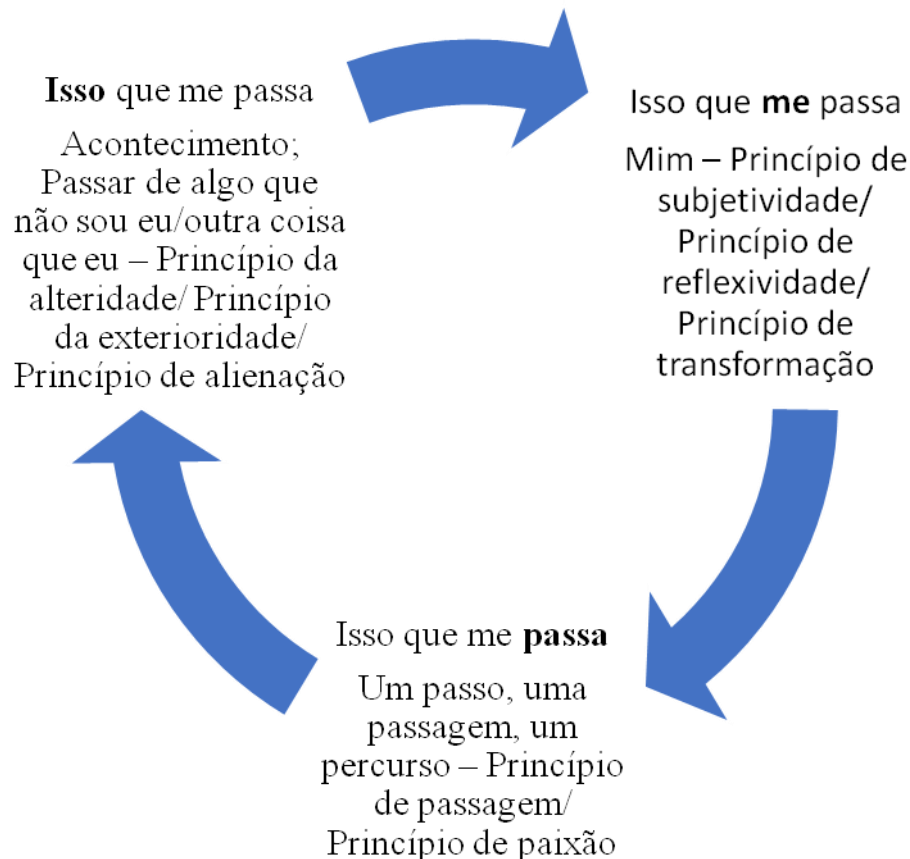 Isso que me passa
Acontecimento;
Passar de algo que
não sou eu/outra coisa
que eu – Princípio da
alteridade/ Princípio
da exterioridade/
Princípio de alienação
Isso que me passa
Mim – Princípio de
subjetividade/
Princípio de
reflexividade/
Princípio de
transformação
Isso que me passa
Um passo, uma
passagem, um
percurso – Princípio
de passagem/
Princípio de paixão